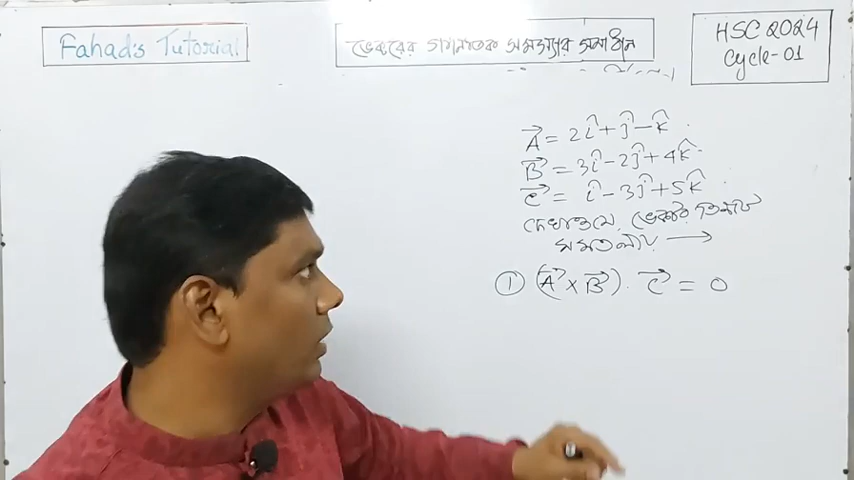 Fahad's Tutorial
ভেক্টরের গাণিতিক সমস্যার সমাধান
HSC 2024
Cycle-01
A⃗ = 2î + ĵ - k̂
B⃗ = 3î - 2ĵ + 4k̂
C⃗ = î - 3ĵ + 5k̂
দেখাও যে, ভেক্টর তিনটি
সমতলীয় →
① (A⃗ × B⃗). C⃗ = 0